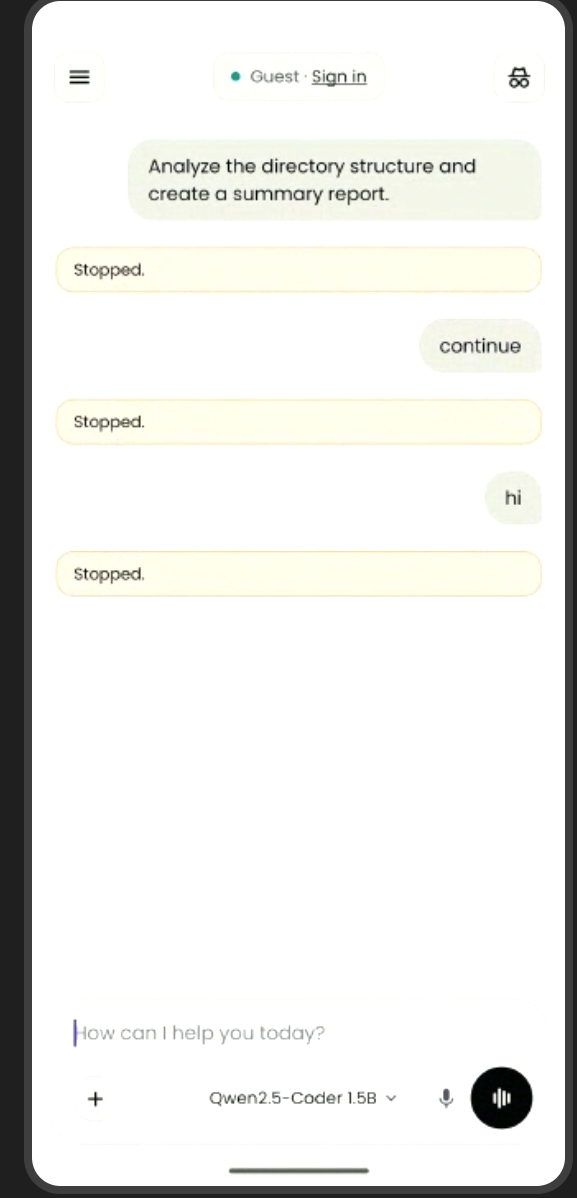 Guest · Sign in
Analyze the directory structure and
create a summary report.
Stopped.
continue
Stopped.
hi
Stopped.
How can I help you today?
Qwen2.5-Coder 1.5B